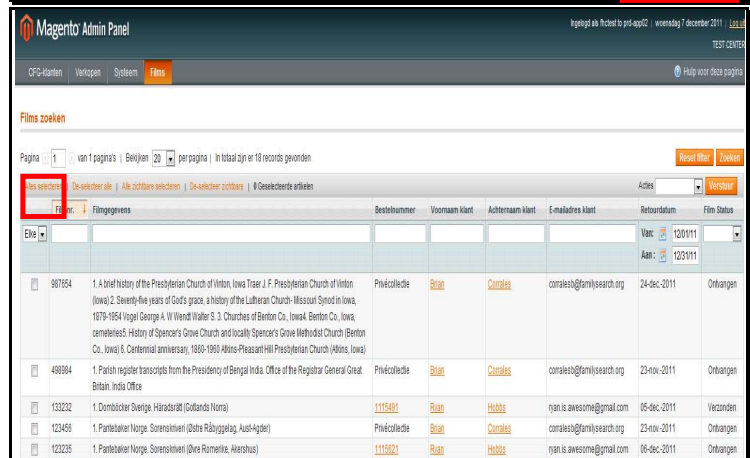 Magento Admin Panel
Ingelogd als fhctest to prd-app02 | woensdag 7 december 2011 | Log uit
TEST CENTER
CFG-klanten Verkopen Systeem Films
Hulp voor deze pagina
Films zoeken
Pagina 1 van 1 pagina's | Bekijken 20 per pagina | In totaal zijn er 18 records gevonden
Reset filter Zoeken
Alles selecteren | De-selecteer alle | Alle zichtbare selecteren | De-selecteer zichtbare | 0 Geselecteerde artikelen
Acties Verstuur
Filmnr. ↓ Filmgegevens Bestelnummer Voornaam klant Achternaam klant E-mailadres klant Retourdatum Film Status
Elke Van: 12/01/11
Aan : 12/31/11
987654 1. A brief history of the Presbyterian Church of Vinton, Iowa Traer J. F. Presbyterian Church of Vinton Privécollectie Brian Corrales corralesb@familysearch.org 24-dec.-2011 Ontvangen
(Iowa) 2. Seventy-five years of God's grace, a history of the Lutheran Church- Missouri Synod in Iowa,
1879-1954 Vogel George A. W Wendt Walter S. 3. Churches of Benton Co., Iowa4. Benton Co., Iowa,
cemeteries5. History of Spencer's Grove Church and locality Spencer's Grove Methodist Church (Benton
Co., Iowa) 6. Centennial anniversary, 1860-1960 Atkins-Pleasant Hill Presbyterian Church (Atkins, Iowa)
498984 1. Parish register transcripts from the Presidency of Bengal India. Office of the Registrar General Great Privécollectie Brian Corrales corralesb@familysearch.org 23-nov.-2011 Ontvangen
Britain. India Office
133232 1. Domböcker Sverige. Häradsrätt (Gotlands Norra) 1115481 Ryan Hobbs ryan.is.awesome@gmail.com 05-dec.-2011 Verzonden
123456 1. Pantebøker Norge. Sorenskriveri (Østre Råbyggelag, Aust-Agder) Privécollectie Brian Corrales corralesb@familysearch.org 23-nov.-2011 Ontvangen
123235 1. Pantebøker Norge. Sorenskriveri (Øvre Romerike, Akershus) 1115621 Ryan Hobbs ryan.is.awesome@gmail.com 06-dec.-2011 Ontvangen